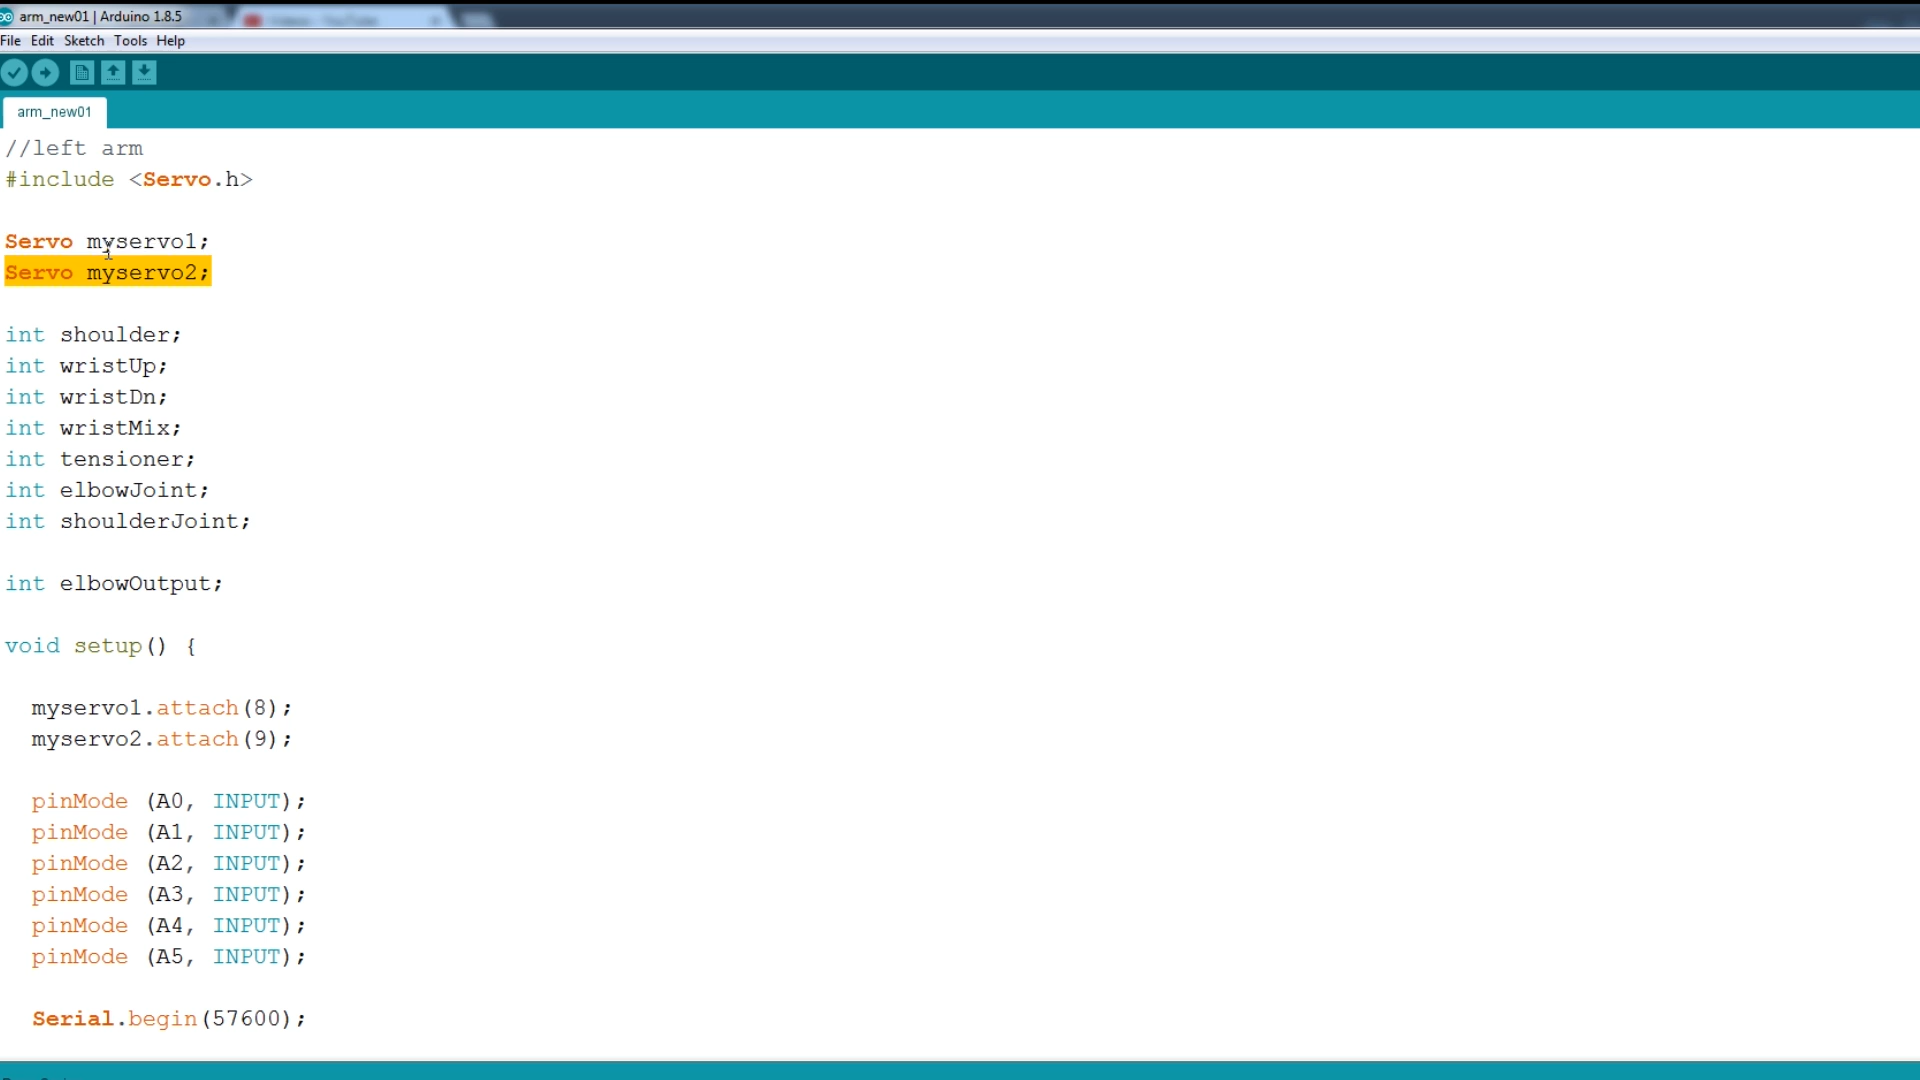 arm_new01 | Arduino 1.8.5
File Edit Sketch Tools Help
arm_new01
//left arm
#include <Servo.h>
Servo myservo1;
Servo myservo2;
int shoulder;
int wristUp;
int wristDn;
int wristMix;
int tensioner;
int elbowJoint;
int shoulderJoint;
int elbowOutput;
void setup() {
myservo1.attach(8);
myservo2.attach(9);
pinMode (A0, INPUT);
pinMode (A1, INPUT);
pinMode (A2, INPUT);
pinMode (A3, INPUT);
pinMode (A4, INPUT);
pinMode (A5, INPUT);
Serial.begin(57600);